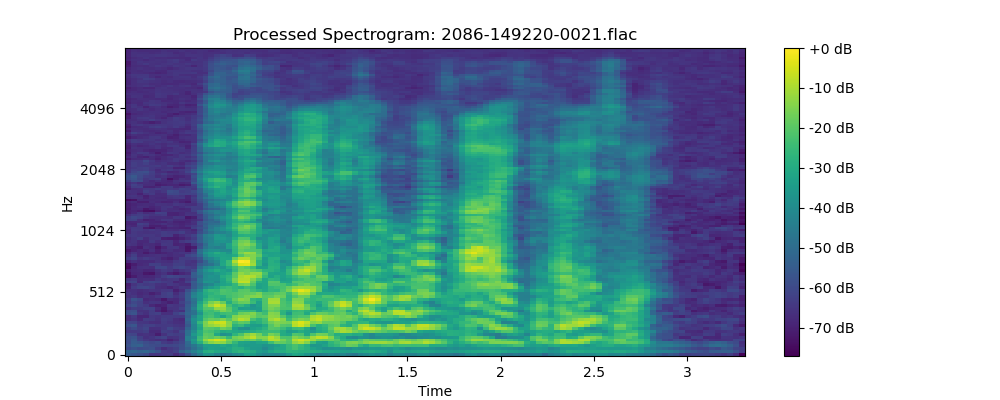 Processed Spectrogram: 2086-149220-0021.flac
+0 dB
-10 dB
-20 dB
-30 dB
-40 dB
-50 dB
-60 dB
-70 dB
4096
2048
1024
512
0
Hz
0 0.5 1 1.5 2 2.5 3
Time